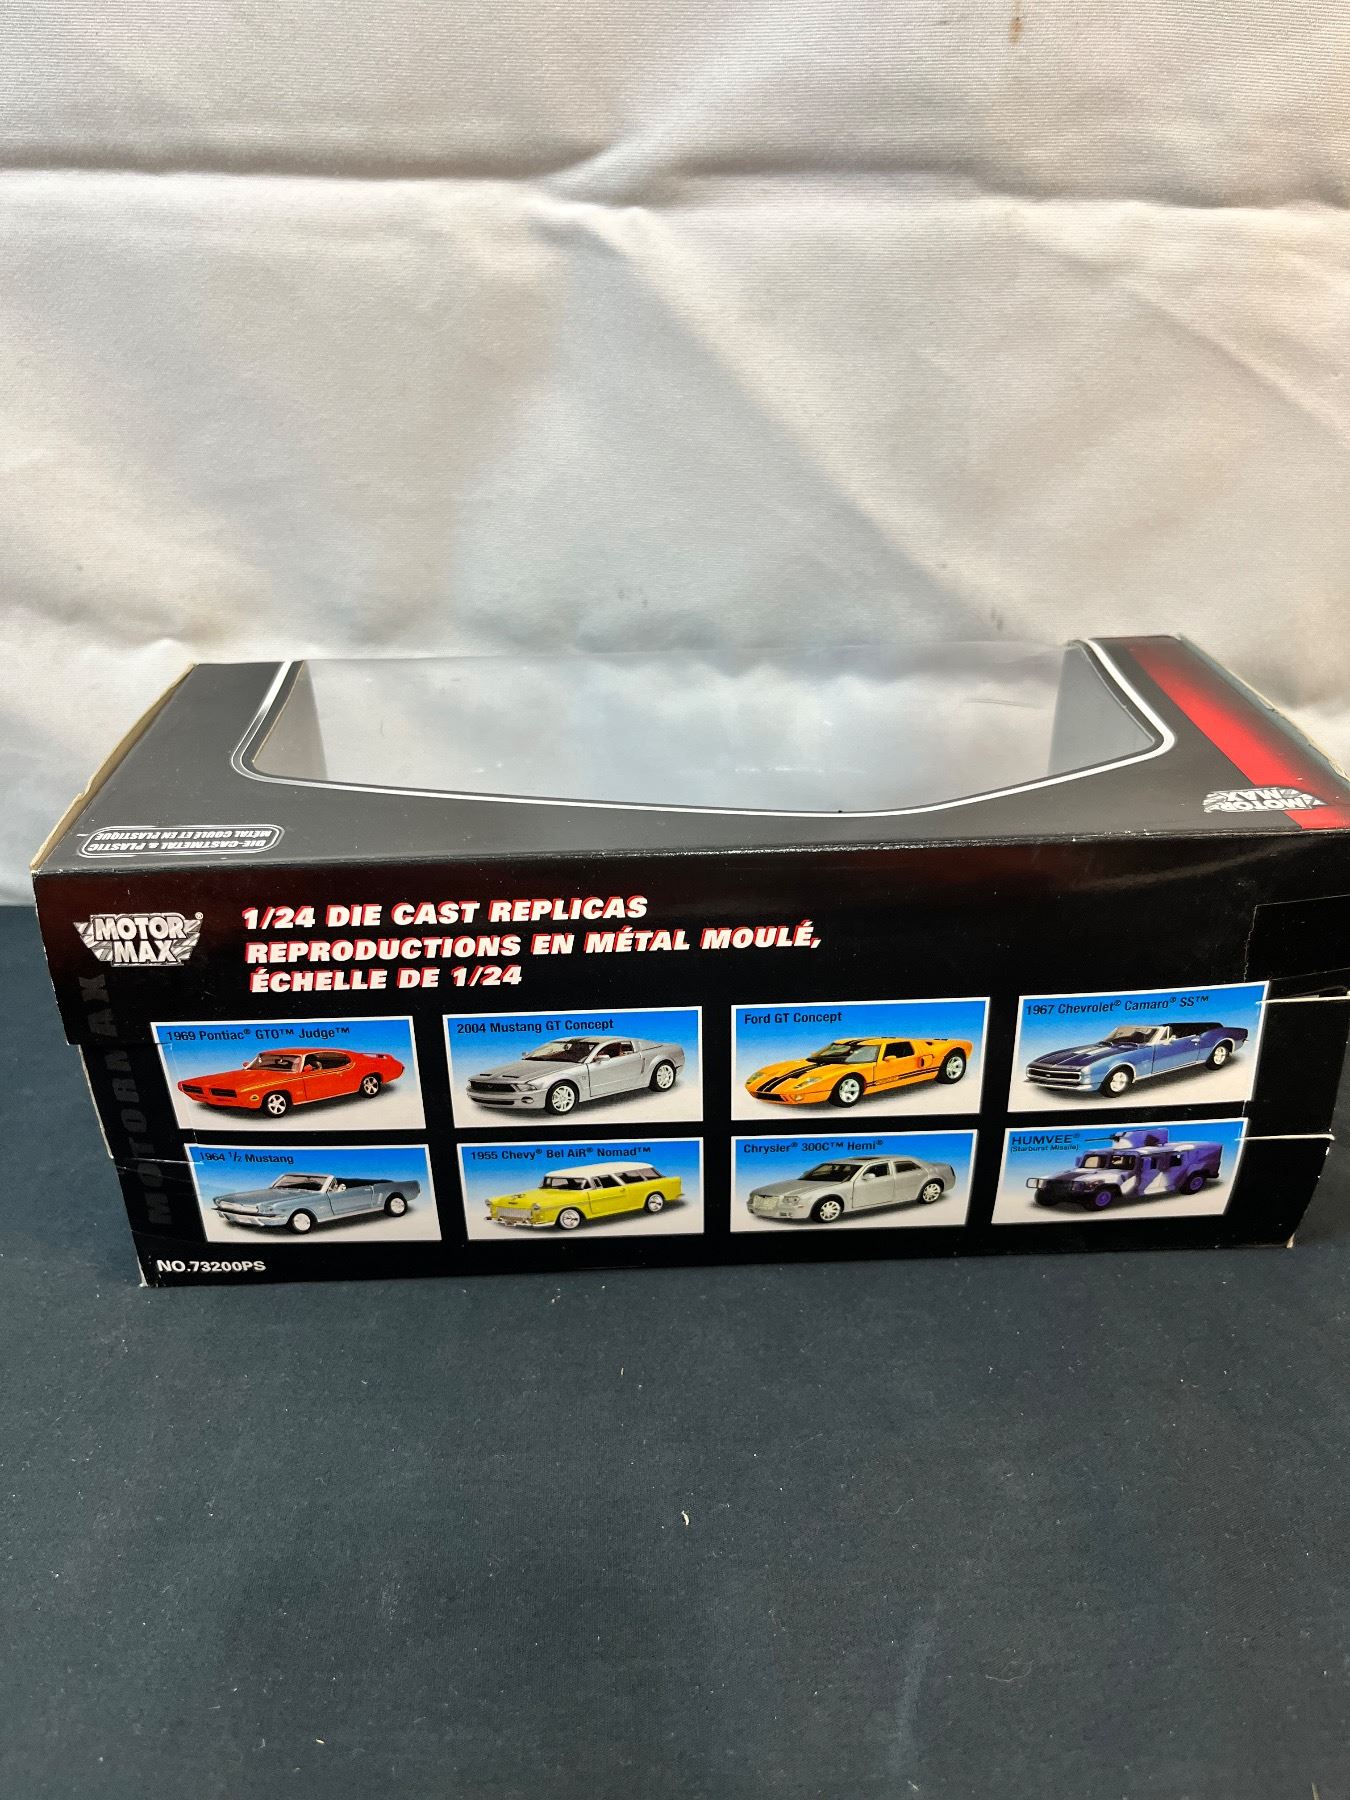 DIE-CASTMETAL & PLASTIC
MÉTAL COULÉ ET EN PLASTIQUE
MOTOR
MAX
MOTOR®
MAX
1/24 DIE CAST REPLICAS
REPRODUCTIONS EN MÉTAL MOULÉ,
ÉCHELLE DE 1/24
MOTORMAX
1969 Pontiac® GTO™ Judge™
2004 Mustang GT Concept
Ford GT Concept
1967 Chevrolet® Camaro® SS™
1964 ½ Mustang
1955 Chevy® Bel AiR® Nomad™
Chrysler® 300C™ Hemi®
HUMVEE®
(Starburst Missile)
NO.73200PS